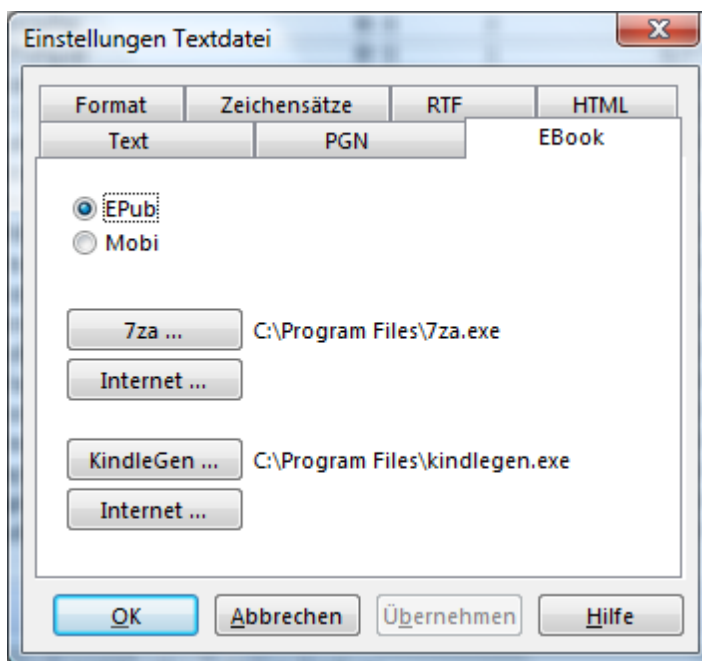 Einstellungen Textdatei
Format Zeichensätze RTF HTML
Text PGN EBook
EPub
Mobi
7za ... C:\Program Files\7za.exe
Internet ...
KindleGen ... C:\Program Files\kindlegen.exe
Internet ...
OK Abbrechen Übernehmen Hilfe